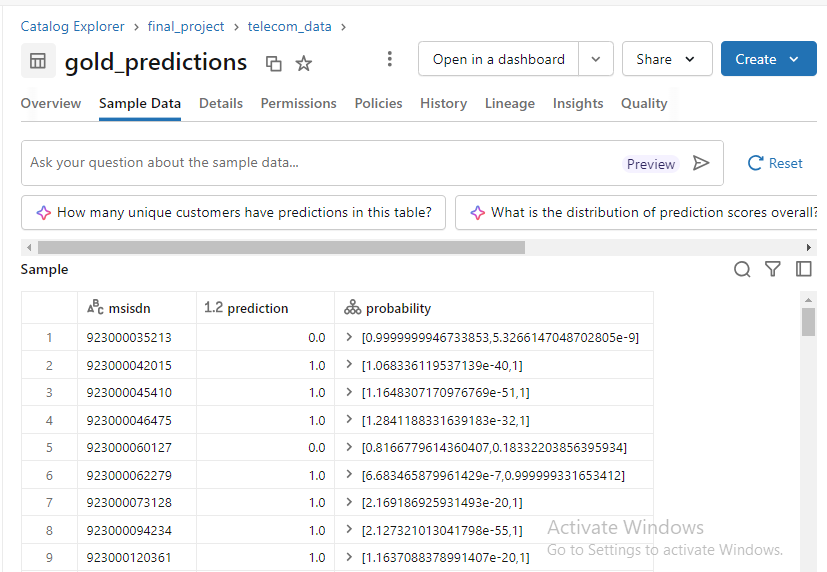 Catalog Explorer > final_project > telecom_data >
gold_predictions
Open in a dashboard
Share
Create
Overview Sample Data Details Permissions Policies History Lineage Insights Quality
Ask your question about the sample data... Preview Reset
How many unique customers have predictions in this table? What is the distribution of prediction scores overall?
Sample
ABC msisdn 1.2 prediction probability
1 923000035213 0.0 > [0.9999999946733853,5.3266147048702805e-9]
2 923000042015 1.0 > [1.068336119537139e-40,1]
3 923000045410 1.0 > [1.1648307170976769e-51,1]
4 923000046475 1.0 > [1.2841188331639183e-32,1]
5 923000060127 0.0 > [0.8166779614360407,0.18332203856395934]
6 923000062279 1.0 > [6.683465879961429e-7,0.999999331653412]
7 923000073128 1.0 > [2.169186925931493e-20,1]
8 923000094234 1.0 > [2.127321013041798e-55,1]
9 923000120361 1.0 > [1.1637088378991407e-20,1]
Activate Windows
Go to Settings to activate Windows.